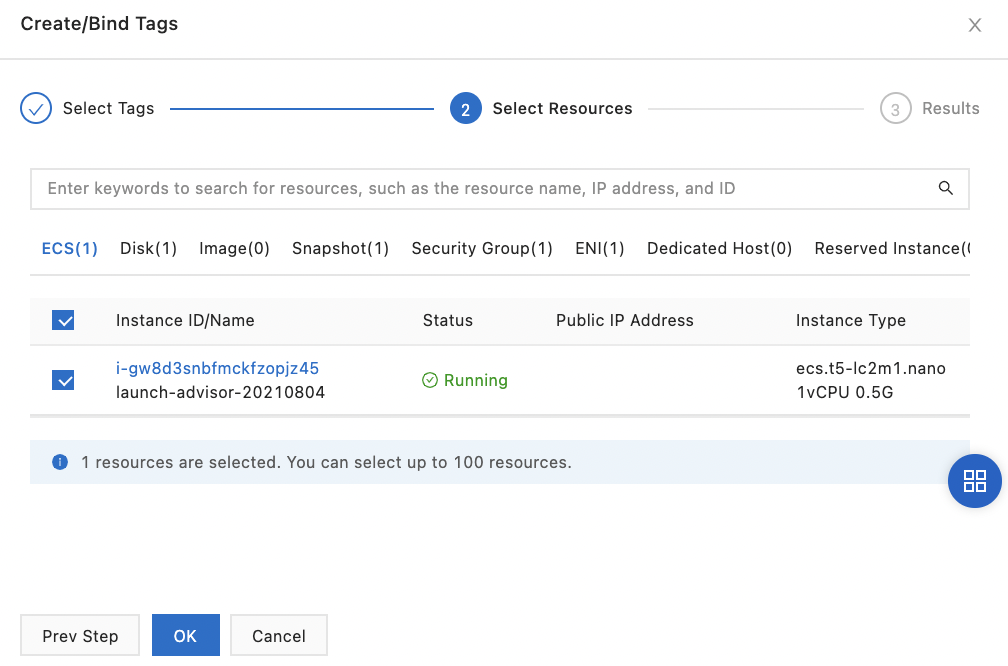 Create/Bind Tags
Select Tags
2 Select Resources
3 Results
Enter keywords to search for resources, such as the resource name, IP address, and ID
ECS(1) Disk(1) Image(0) Snapshot(1) Security Group(1) ENI(1) Dedicated Host(0) Reserved Instance(
Instance ID/Name Status Public IP Address Instance Type
i-gw8d3snbfmckfzopjz45 Running ecs.t5-lc2m1.nano
launch-advisor-20210804 1vCPU 0.5G
1 resources are selected. You can select up to 100 resources.
Prev Step OK Cancel